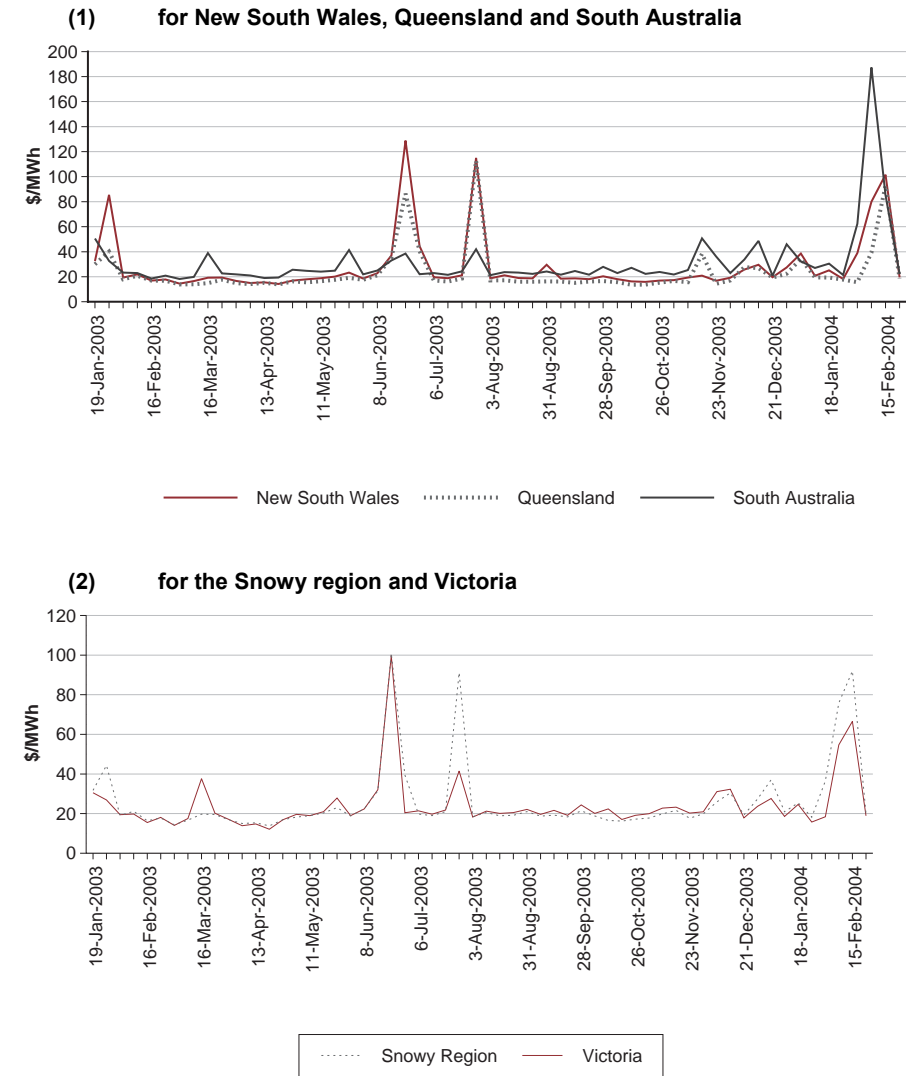 (1) for New South Wales, Queensland and South Australia
$/MWh
200
180
160
140
120
100
80
60
40
20
0
19-Jan-2003
16-Feb-2003
16-Mar-2003
13-Apr-2003
11-May-2003
8-Jun-2003
6-Jul-2003
3-Aug-2003
31-Aug-2003
28-Sep-2003
26-Oct-2003
23-Nov-2003
21-Dec-2003
18-Jan-2004
15-Feb-2004
New South Wales Queensland South Australia
(2) for the Snowy region and Victoria
$/MWh
120
100
80
60
40
20
0
19-Jan-2003
16-Feb-2003
16-Mar-2003
13-Apr-2003
11-May-2003
8-Jun-2003
6-Jul-2003
3-Aug-2003
31-Aug-2003
28-Sep-2003
26-Oct-2003
23-Nov-2003
21-Dec-2003
18-Jan-2004
15-Feb-2004
Snowy Region Victoria